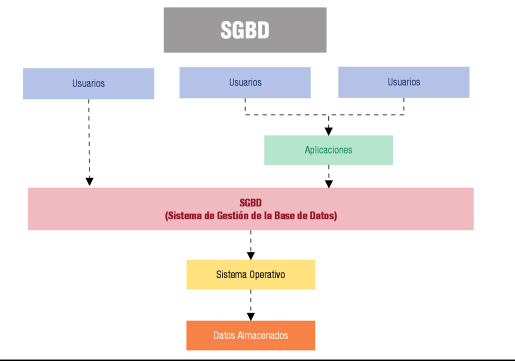 SGBD
Usuarios
Usuarios
Usuarios
Aplicaciones
SGBD
(Sistema de Gestión de la Base de Datos)
Sistema Operativo
Datos Almacenados